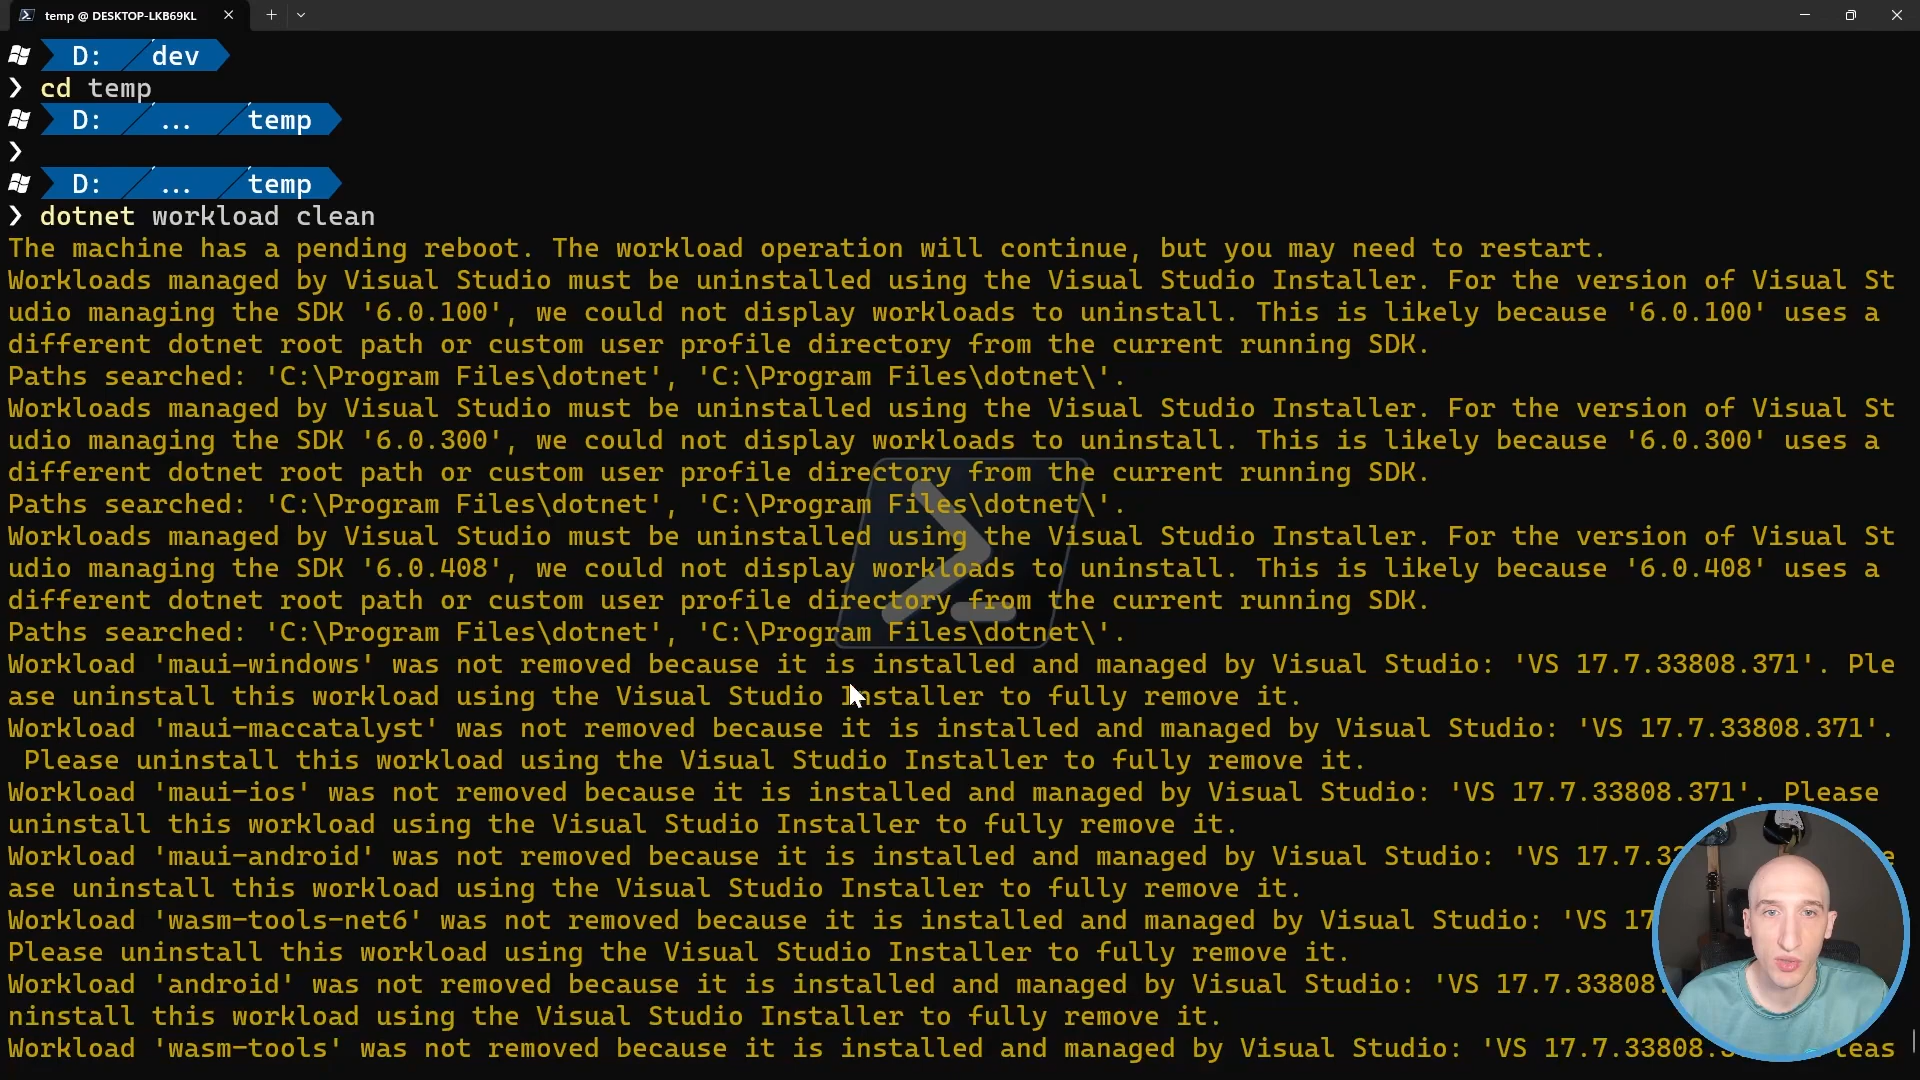 temp @ DESKTOP-LKB69KL
D: dev
❯ cd temp
D: ... temp
❯
D: ... temp
❯ dotnet workload clean
The machine has a pending reboot. The workload operation will continue, but you may need to restart.
Workloads managed by Visual Studio must be uninstalled using the Visual Studio Installer. For the version of Visual St
udio managing the SDK '6.0.100', we could not display workloads to uninstall. This is likely because '6.0.100' uses a
different dotnet root path or custom user profile directory from the current running SDK.
Paths searched: 'C:\Program Files\dotnet', 'C:\Program Files\dotnet\'.
Workloads managed by Visual Studio must be uninstalled using the Visual Studio Installer. For the version of Visual St
udio managing the SDK '6.0.300', we could not display workloads to uninstall. This is likely because '6.0.300' uses a
different dotnet root path or custom user profile directory from the current running SDK.
Paths searched: 'C:\Program Files\dotnet', 'C:\Program Files\dotnet\'.
Workloads managed by Visual Studio must be uninstalled using the Visual Studio Installer. For the version of Visual St
udio managing the SDK '6.0.408', we could not display workloads to uninstall. This is likely because '6.0.408' uses a
different dotnet root path or custom user profile directory from the current running SDK.
Paths searched: 'C:\Program Files\dotnet', 'C:\Program Files\dotnet\'.
Workload 'maui-windows' was not removed because it is installed and managed by Visual Studio: 'VS 17.7.33808.371'. Ple
ase uninstall this workload using the Visual Studio Installer to fully remove it.
Workload 'maui-maccatalyst' was not removed because it is installed and managed by Visual Studio: 'VS 17.7.33808.371'.
Please uninstall this workload using the Visual Studio Installer to fully remove it.
Workload 'maui-ios' was not removed because it is installed and managed by Visual Studio: 'VS 17.7.33808.371'. Please
uninstall this workload using the Visual Studio Installer to fully remove it.
Workload 'maui-android' was not removed because it is installed and managed by Visual Studio: 'VS 17.7.3
ase uninstall this workload using the Visual Studio Installer to fully remove it.
Workload 'wasm-tools-net6' was not removed because it is installed and managed by Visual Studio: 'VS 17
Please uninstall this workload using the Visual Studio Installer to fully remove it.
Workload 'android' was not removed because it is installed and managed by Visual Studio: 'VS 17.7.33808.
ninstall this workload using the Visual Studio Installer to fully remove it.
Workload 'wasm-tools' was not removed because it is installed and managed by Visual Studio: 'VS 17.7.33808. leas